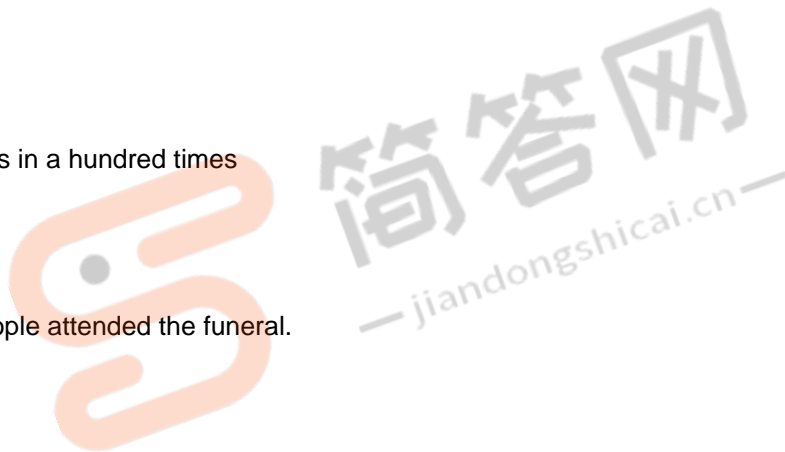 简答网
s in a hundred times
jiandongshicai.cn
ople attended the funeral.